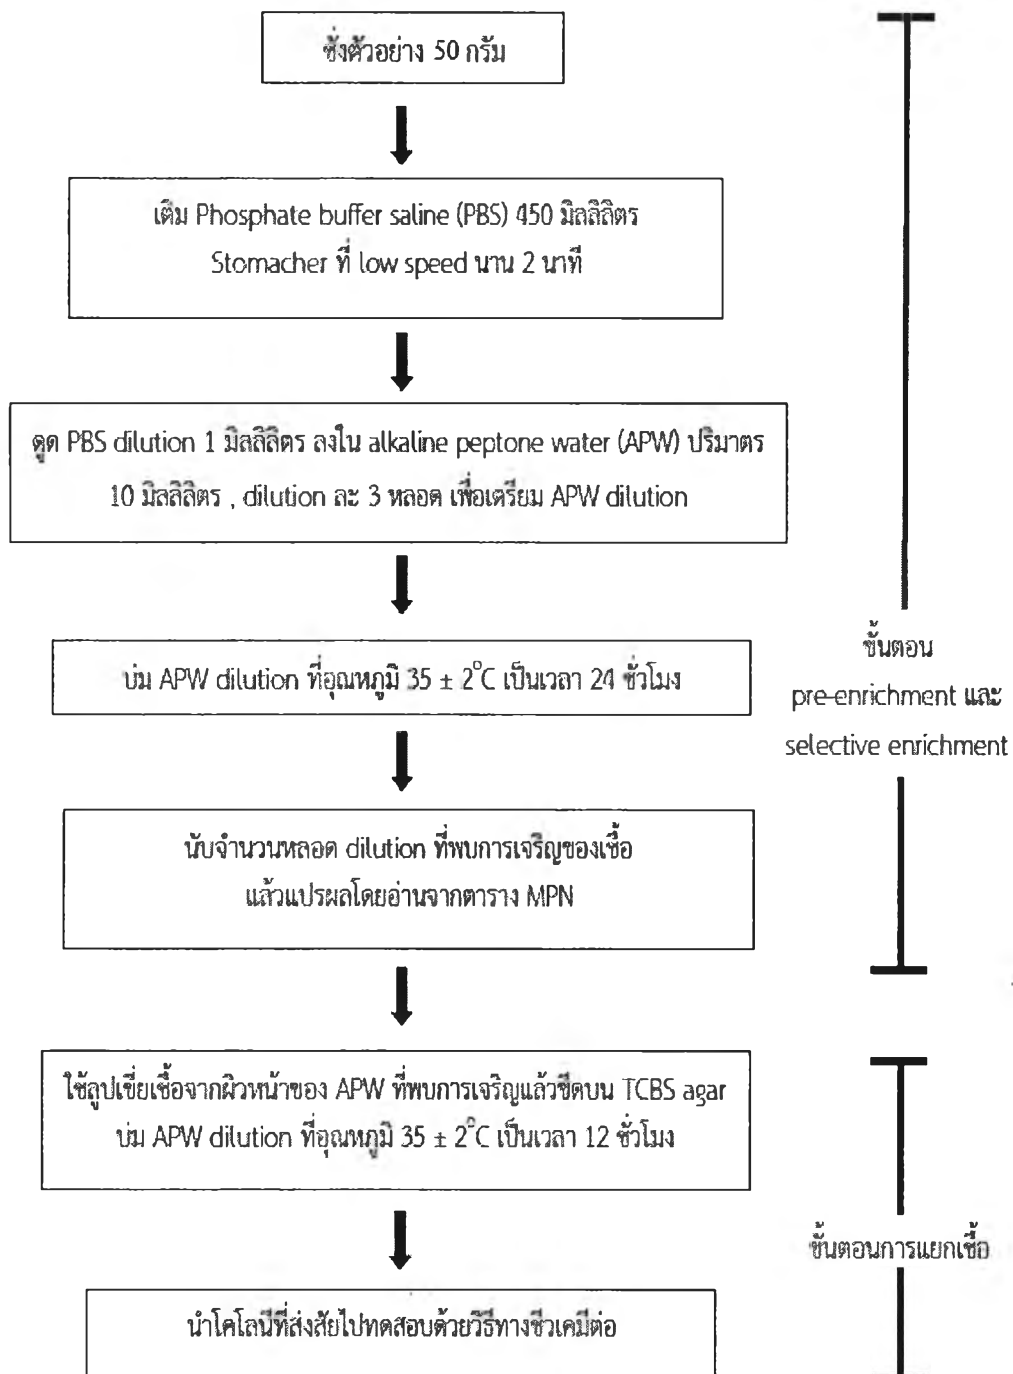 ชั่งตัวอย่าง 50 กรัม
เติม Phosphate buffer saline (PBS) 450 มิลลิลิตร
Stomacher ที่ low speed นาน 2 นาที
ดูด PBS dilution 1 มิลลิลิตร ลงใน alkaline peptone water (APW) ปริมาตร
10 มิลลิลิตร , dilution ละ 3 หลอด เพื่อเตรียม APW dilution
บ่ม APW dilution ที่อุณหภูมิ 35 ± 2°C เป็นเวลา 24 ชั่วโมง
นับจำนวนหลอด dilution ที่พบการเจริญของเชื้อ
แล้วแปรผลโดยอ่านจากตาราง MPN
ขั้นตอน
pre-enrichment และ
selective enrichment
ใช้ลูปเขี่ยเชื้อจากผิวหน้าของ APW ที่พบการเจริญแล้วขีดบน TCBS agar
บ่ม APW dilution ที่อุณหภูมิ 35 ± 2°C เป็นเวลา 12 ชั่วโมง
นำโคโลนีที่สงสัยไปทดสอบด้วยวิธีทางชีวเคมีต่อ
ขั้นตอนการแยกเชื้อ